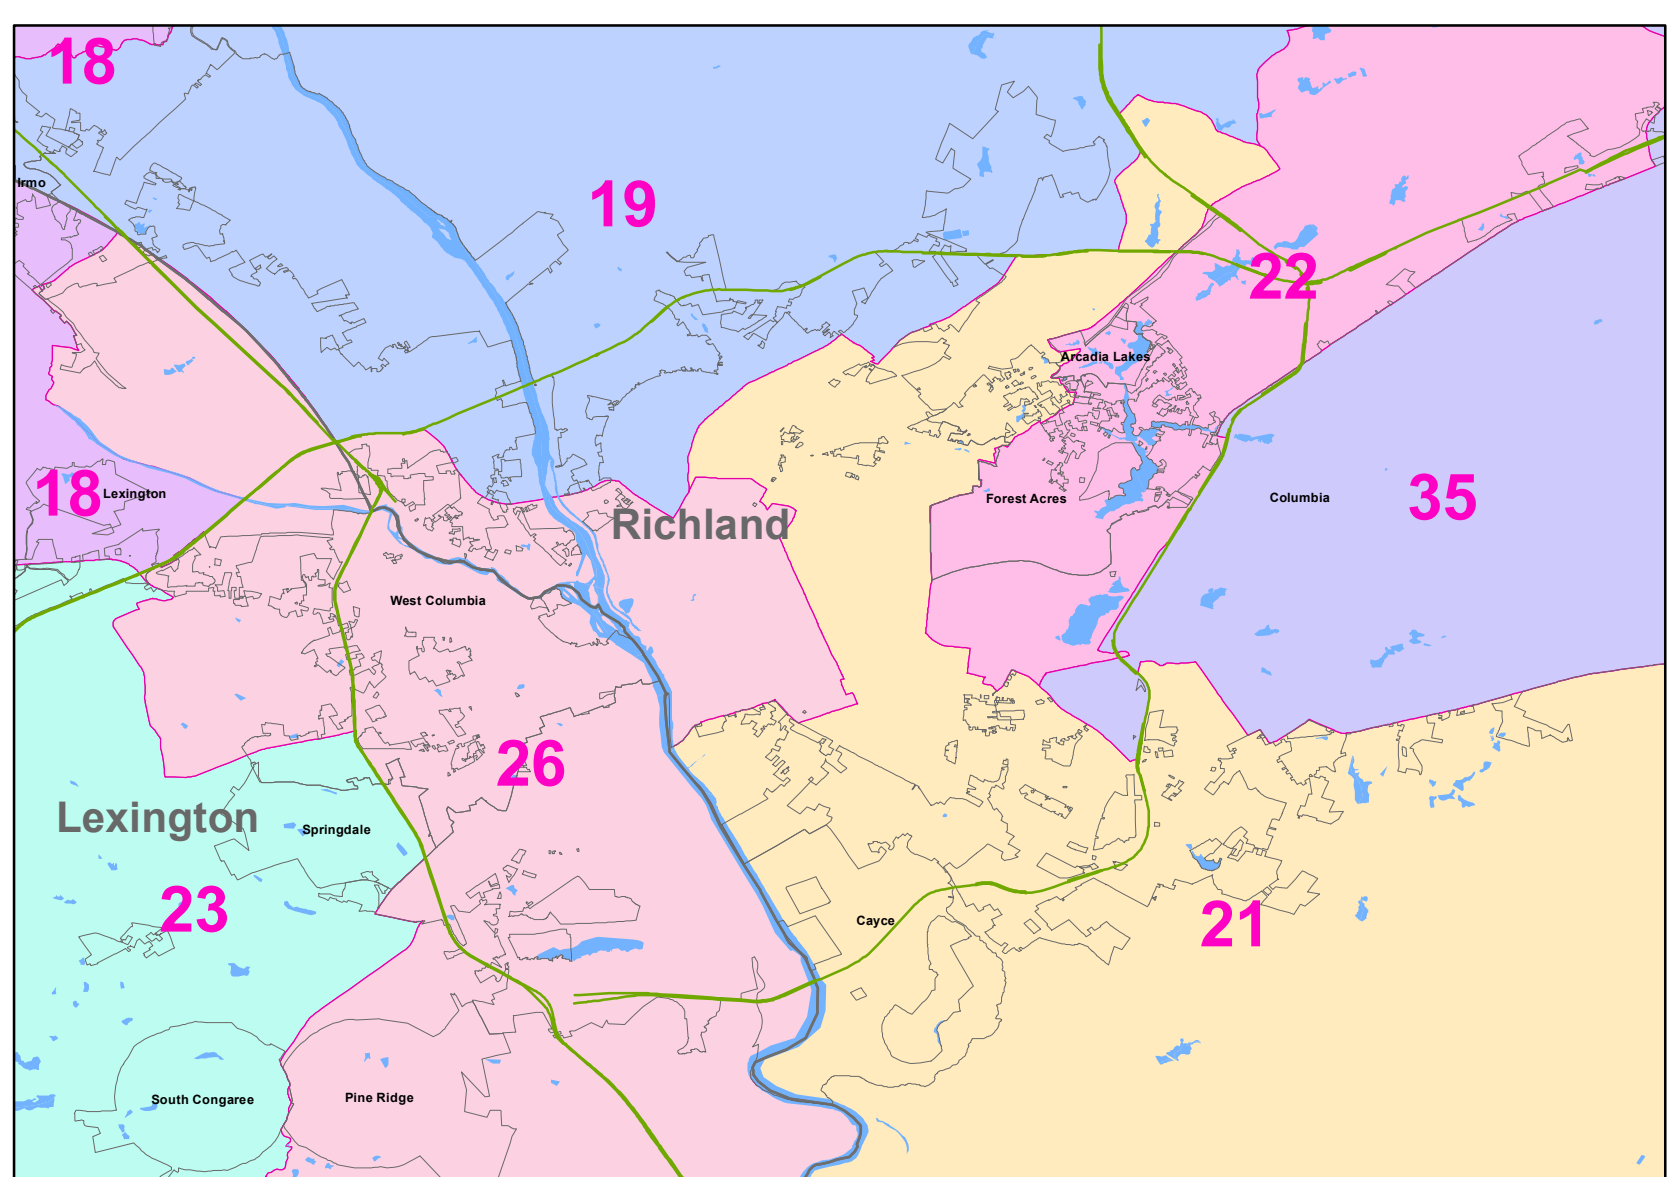 18
Irmo
19
22
Arcadia Lakes
18
Lexington
Forest Acres
Columbia
35
Richland
West Columbia
26
Lexington
Springdale
23
Cayce
21
South Congaree
Pine Ridge